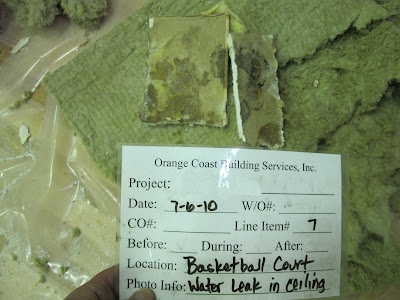 Orange Coast Building Services, Inc.
Project:
Date: 7-6-10 W/O#:
CO#: Line Item# 7
Before: During: After:
Location: Basketball Court
Photo Info: Water Leak in ceiling